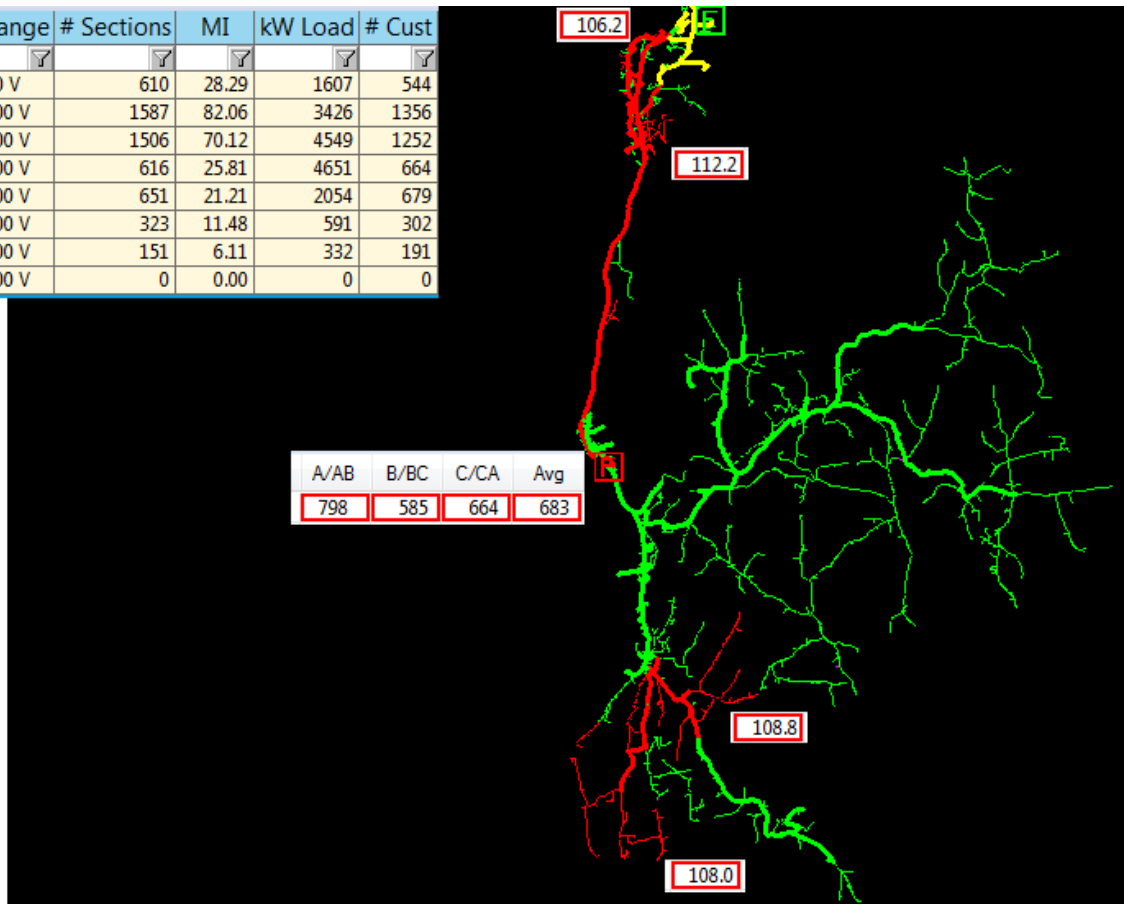 ange # Sections MI kW Load # Cust
0 V 610 28.29 1607 544
00 V 1587 82.06 3426 1356
00 V 1506 70.12 4549 1252
00 V 616 25.81 4651 664
00 V 651 21.21 2054 679
00 V 323 11.48 591 302
00 V 151 6.11 332 191
00 V 0 0.00 0 0
106.2
112.2
A/AB B/BC C/CA Avg
798 585 664 683
R
108.8
108.0